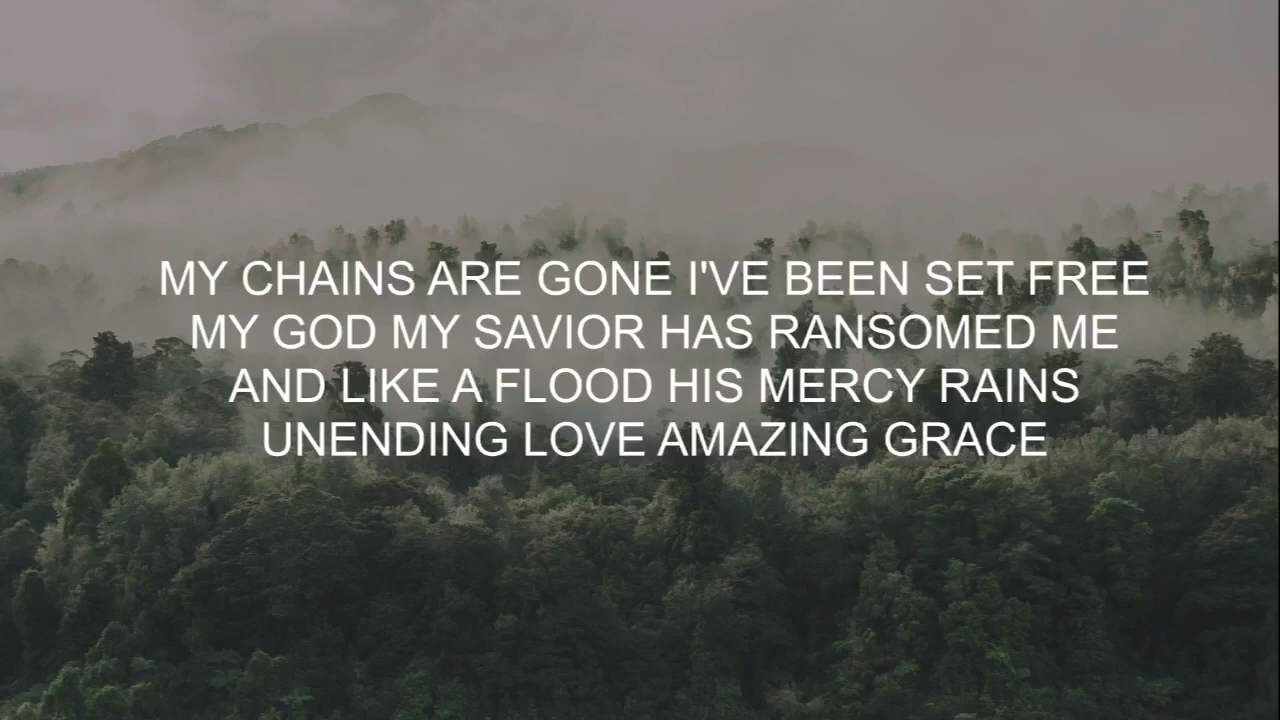 MY CHAINS ARE GONE I'VE BEEN SET FREE
MY GOD MY SAVIOR HAS RANSOMED ME
AND LIKE A FLOOD HIS MERCY RAINS
UNENDING LOVE AMAZING GRACE